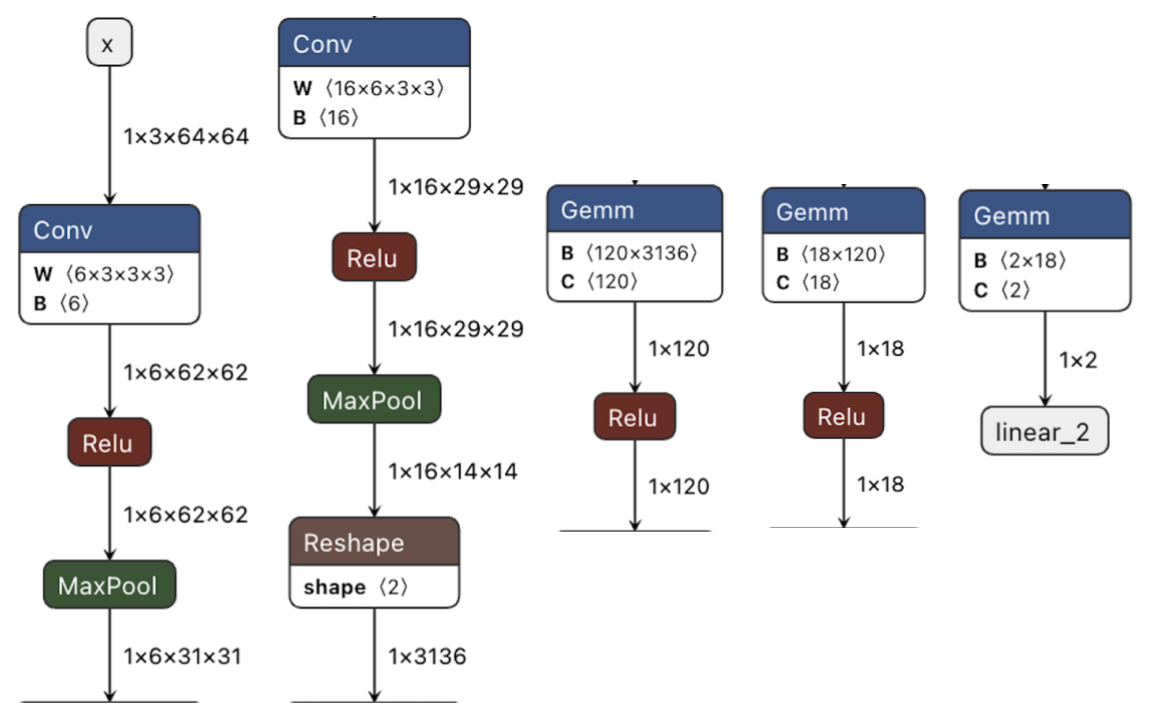 x
1×3×64×64
Conv
W ⟨6×3×3×3⟩
B ⟨6⟩
1×6×62×62
Relu
1×6×62×62
MaxPool
1×6×31×31
Conv
W ⟨16×6×3×3⟩
B ⟨16⟩
1×16×29×29
Relu
1×16×29×29
MaxPool
1×16×14×14
Reshape
shape ⟨2⟩
1×3136
Gemm
B ⟨120×3136⟩
C ⟨120⟩
1×120
Relu
1×120
Gemm
B ⟨18×120⟩
C ⟨18⟩
1×18
Relu
1×18
Gemm
B ⟨2×18⟩
C ⟨2⟩
1×2
linear_2